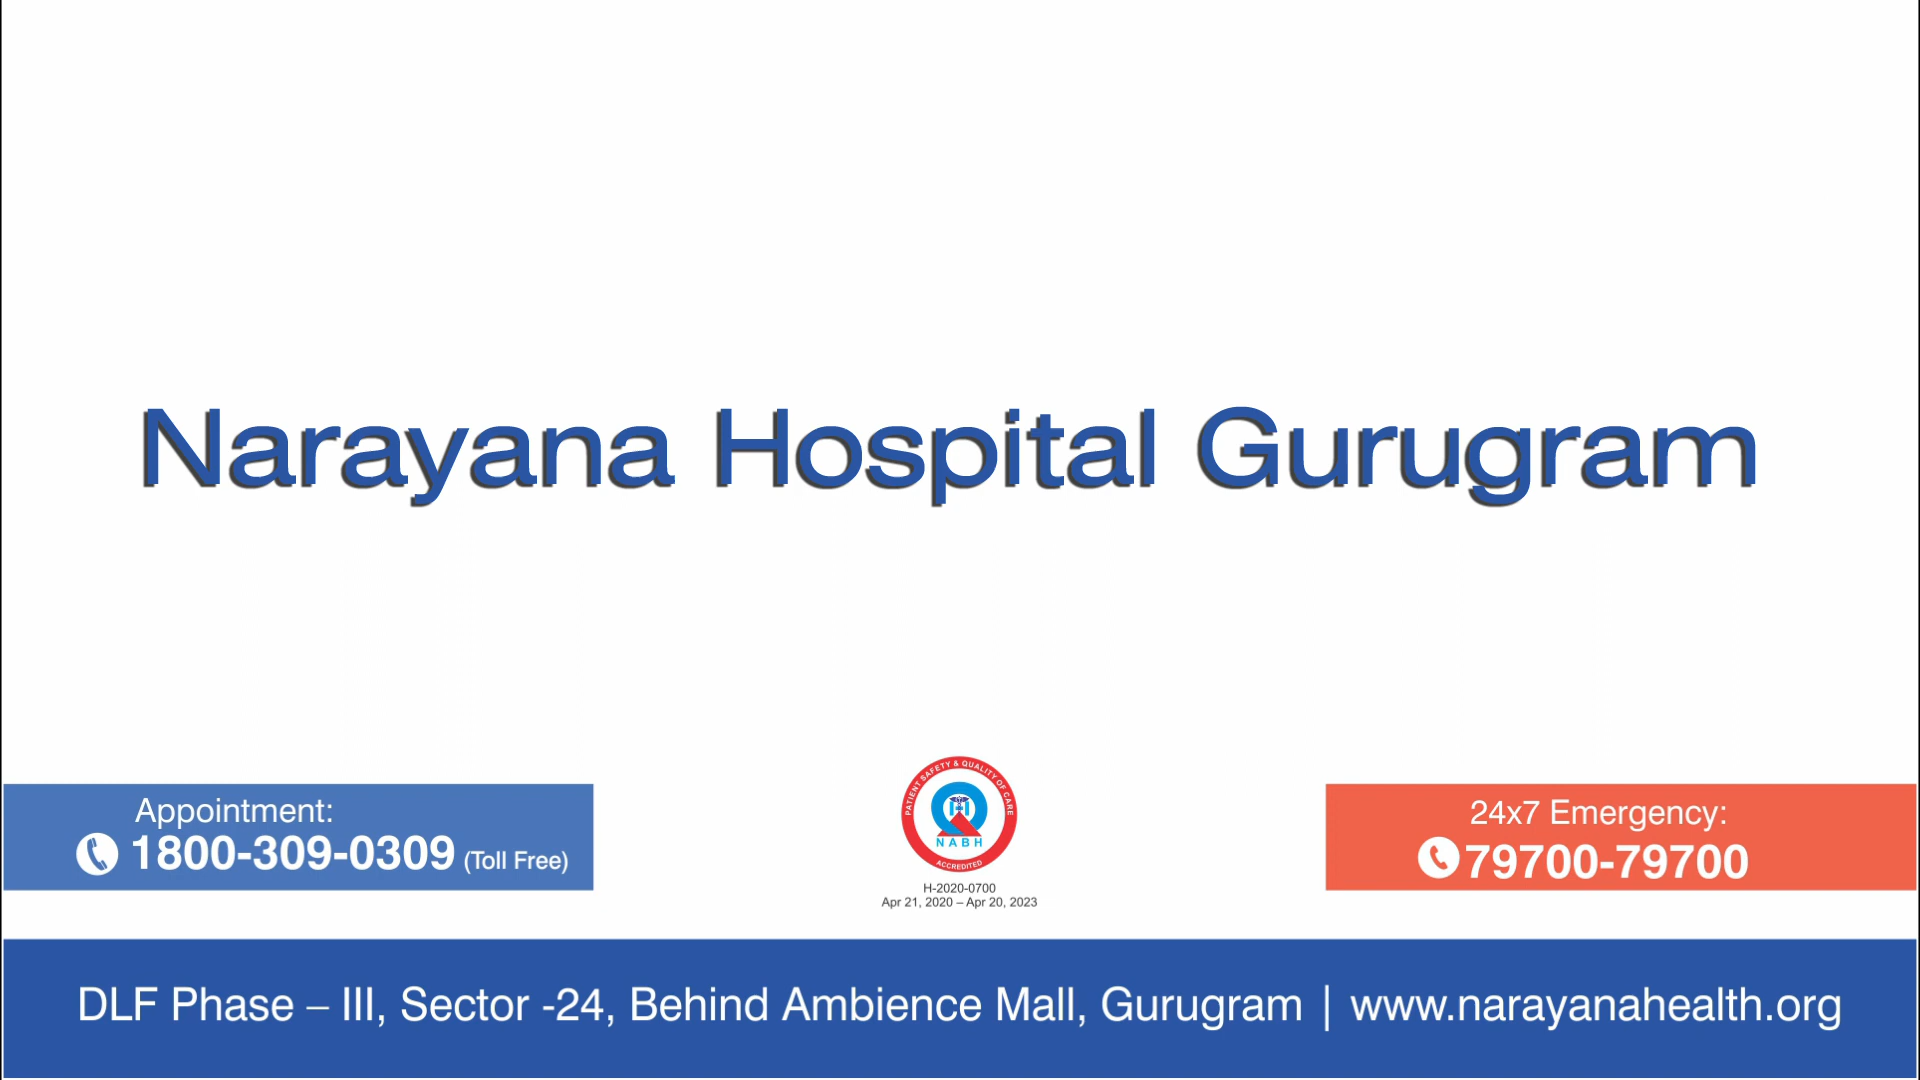 Narayana Hospital Gurugram
Appointment:
1800-309-0309 (Toll Free)
PATIENT SAFETY & QUALITY OF CARE
H
NABH
ACCREDITED
H-2020-0700
Apr 21, 2020 – Apr 20, 2023
24x7 Emergency:
79700-79700
DLF Phase – III, Sector -24, Behind Ambience Mall, Gurugram | www.narayanahealth.org